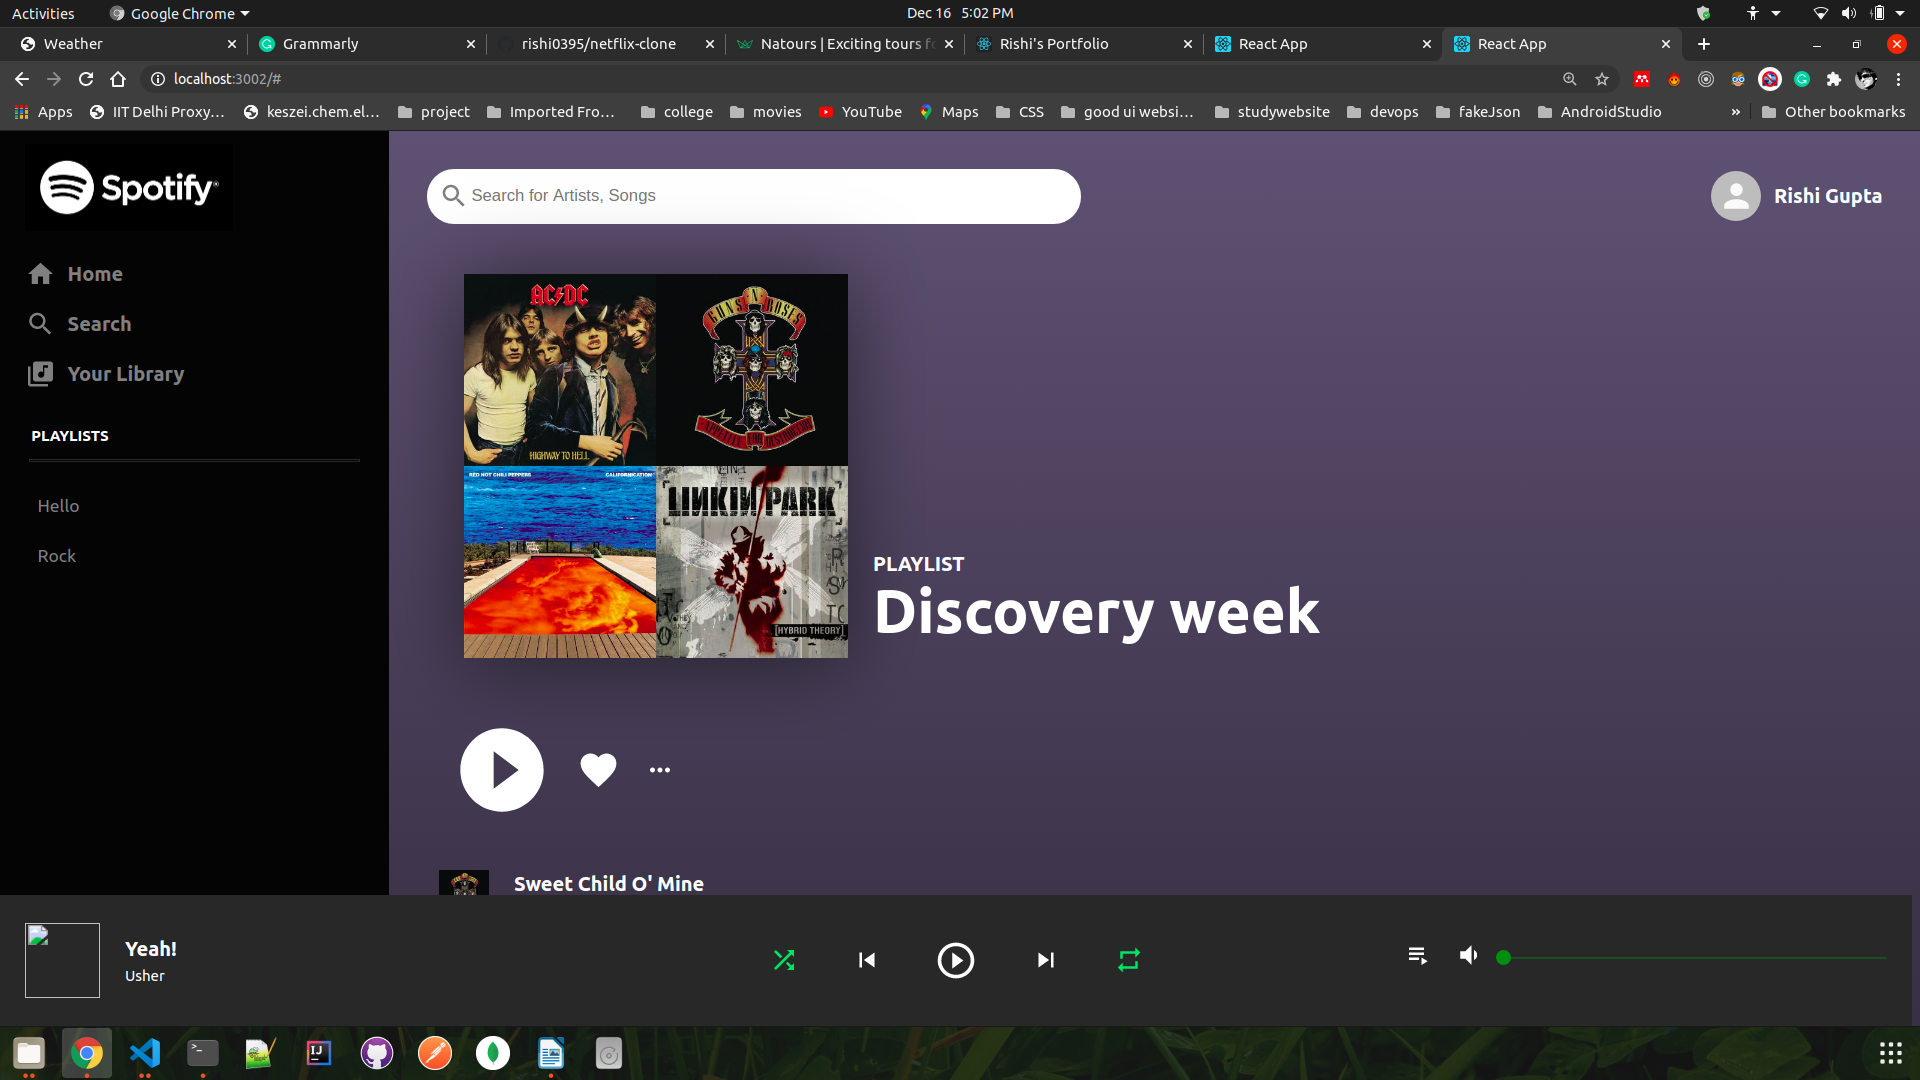 Activities Google Chrome Dec 16 5:02 PM
Weather Grammarly rishi0395/netflix-clone Natours | Exciting tours fo Rishi's Portfolio React App React App
localhost:3002/#
Apps IIT Delhi Proxy... keszei.chem.el... project Imported Fro... college movies YouTube Maps CSS good ui websi... studywebsite devops fakeJson AndroidStudio » Other bookmarks
Spotify®
Search for Artists, Songs
Rishi Gupta
Home
Search
Your Library
PLAYLISTS
Hello
Rock
AC/DC
HIGHWAY TO HELL
GUNS N' ROSES
APPETITE FOR DESTRUCTION
RED HOT CHILI PEPPERS CALIFORNICATION
LINKIN PARK
[HYBRID THEORY]
PLAYLIST
Discovery week
Sweet Child O' Mine
Yeah!
Usher